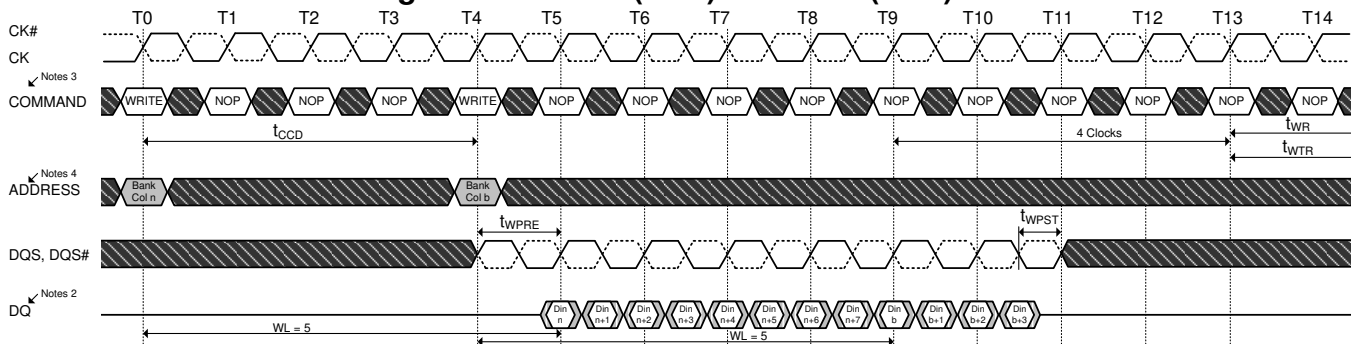 T0 T1 T2 T3 T4 T5 T6 T7 T8 T9 T10 T11 T12 T13 T14
CK#
CK
Notes 3
COMMAND WRITE NOP NOP NOP WRITE NOP NOP NOP NOP NOP NOP NOP NOP NOP NOP
tCCD 4 Clocks tWR
tWTR
Notes 4
ADDRESS Bank Col n Bank Col b
tWPRE tWPST
DQS, DQS#
Notes 2
DQ Din n Din n+1 Din n+2 Din n+3 Din n+4 Din n+5 Din n+6 Din n+7 Din b Din b+1 Din b+2 Din b+3
WL = 5 WL = 5